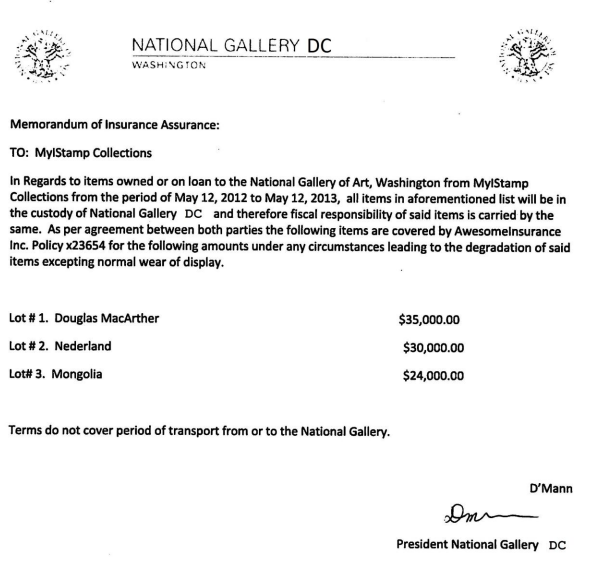 NATIONAL GALLERY DC
WASHINGTON
Memorandum of Insurance Assurance:
TO: MyIStamp Collections
In Regards to items owned or on loan to the National Gallery of Art, Washington from MyIStamp
Collections from the period of May 12, 2012 to May 12, 2013, all items in aforementioned list will be in
the custody of National Gallery DC and therefore fiscal responsibility of said items is carried by the
same. As per agreement between both parties the following items are covered by AwesomeInsurance
Inc. Policy x23654 for the following amounts under any circumstances leading to the degradation of said
items excepting normal wear of display.
Lot # 1. Douglas MacArther $35,000.00
Lot # 2. Nederland $30,000.00
Lot# 3. Mongolia $24,000.00
Terms do not cover period of transport from or to the National Gallery.
D'Mann
President National Gallery DC